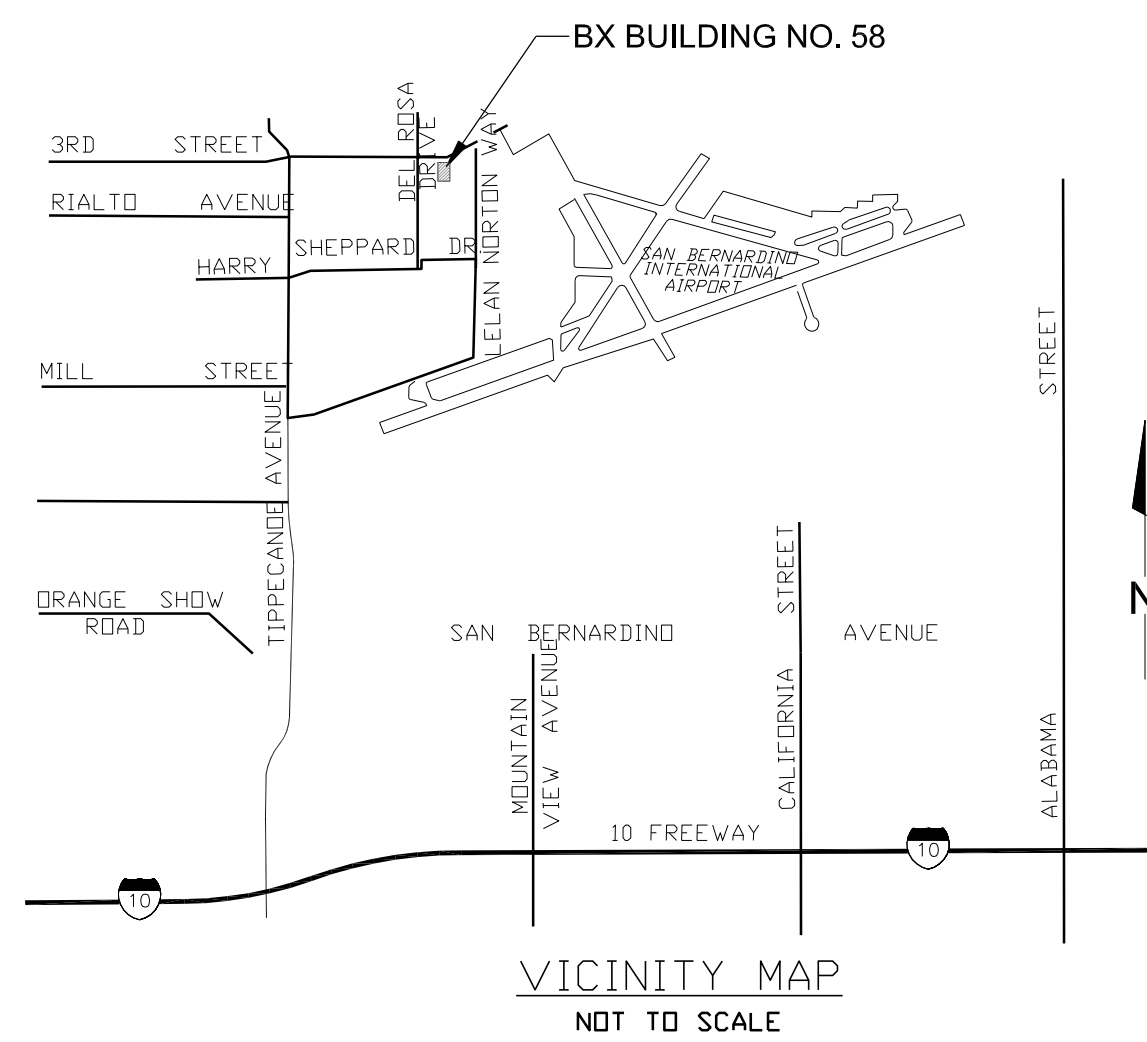 BX BUILDING NO. 58
3RD STREET
DEL ROSA
DRIVE
RIALTO AVENUE
LELAN NORTON WAY
HARRY SHEPPARD DR
SAN BERNARDINO
INTERNATIONAL
AIRPORT
MILL STREET
TIPPECANOE AVENUE
ALABAMA STREET
N
ORANGE SHOW
ROAD
SAN BERNARDINO AVENUE
MOUNTAIN
VIEW AVENUE
CALIFORNIA STREET
10 FREEWAY
10
10
VICINITY MAP
NOT TO SCALE